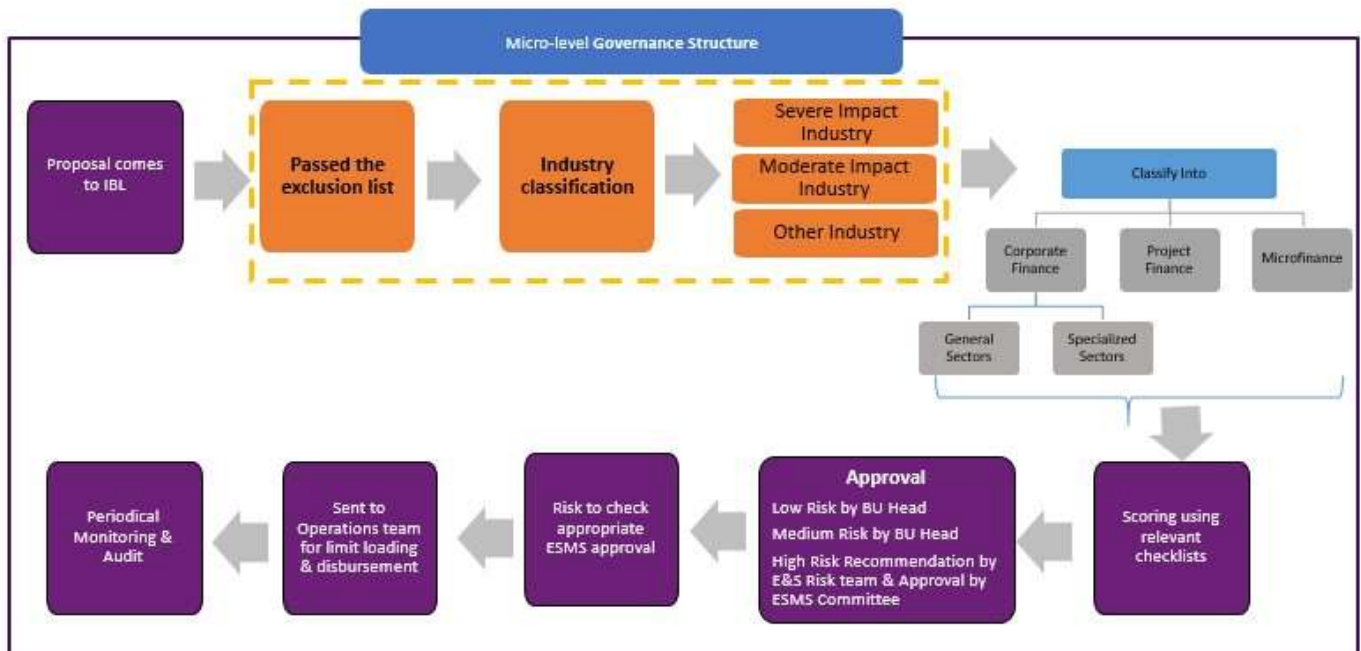 Micro-level Governance Structure
Proposal comes
to IBL
Passed the
exclusion list
Industry
classification
Severe Impact
Industry
Moderate Impact
Industry
Other Industry
Classify Into
Corporate
Finance
Project
Finance
Microfinance
General
Sectors
Specialized
Sectors
Scoring using
relevant
checklists
Approval
Low Risk by BU Head
Medium Risk by BU Head
High Risk Recommendation by
E&S Risk team & Approval by
ESMS Committee
Risk to check
appropriate
ESMS approval
Sent to
Operations team
for limit loading
& disbursement
Periodical
Monitoring &
Audit